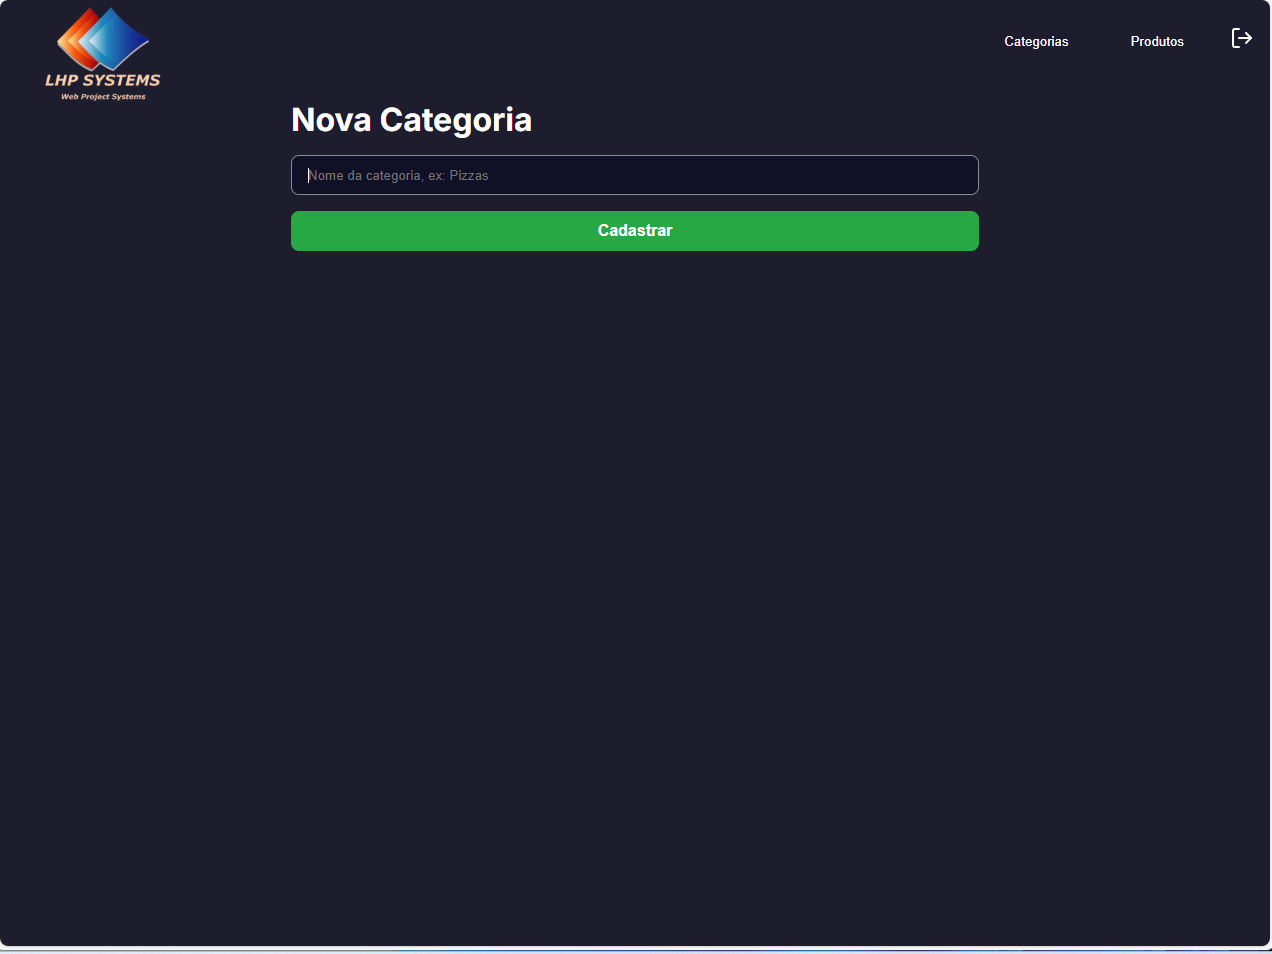 LHP SYSTEMS
Web Project Systems
Categorias
Produtos
Nova Categoria
Nome da categoria, ex: Pizzas
Cadastrar